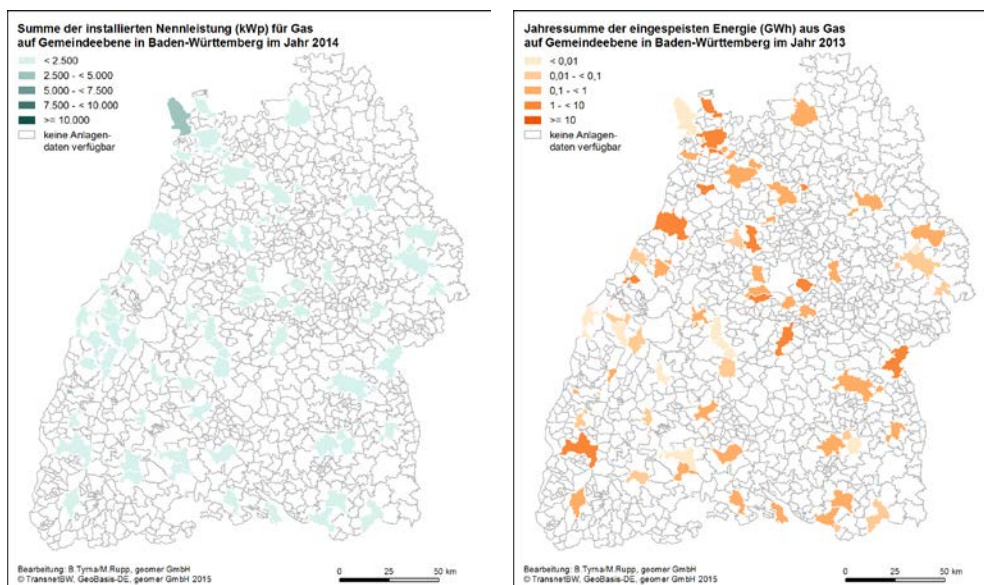 Summe der installierten Nennleistung (kWp) für Gas
auf Gemeindeebene in Baden-Württemberg im Jahr 2014
< 2.500
2.500 - < 5.000
5.000 - < 7.500
7.500 - < 10.000
>= 10.000
keine Anlagen-
daten verfügbar
Bearbeitung: B.Tyrna/M.Rupp, geomer GmbH
© TransnetBW, GeoBasis-DE, geomer GmbH 2015
0 25 50 km
Jahressumme der eingespeisten Energie (GWh) aus Gas
auf Gemeindeebene in Baden-Württemberg im Jahr 2013
< 0,01
0,01 - < 0,1
0,1 - < 1
1 - < 10
>= 10
keine Anlagen-
daten verfügbar
Bearbeitung: B.Tyrna/M.Rupp, geomer GmbH
© TransnetBW, GeoBasis-DE, geomer GmbH 2015
0 25 50 km